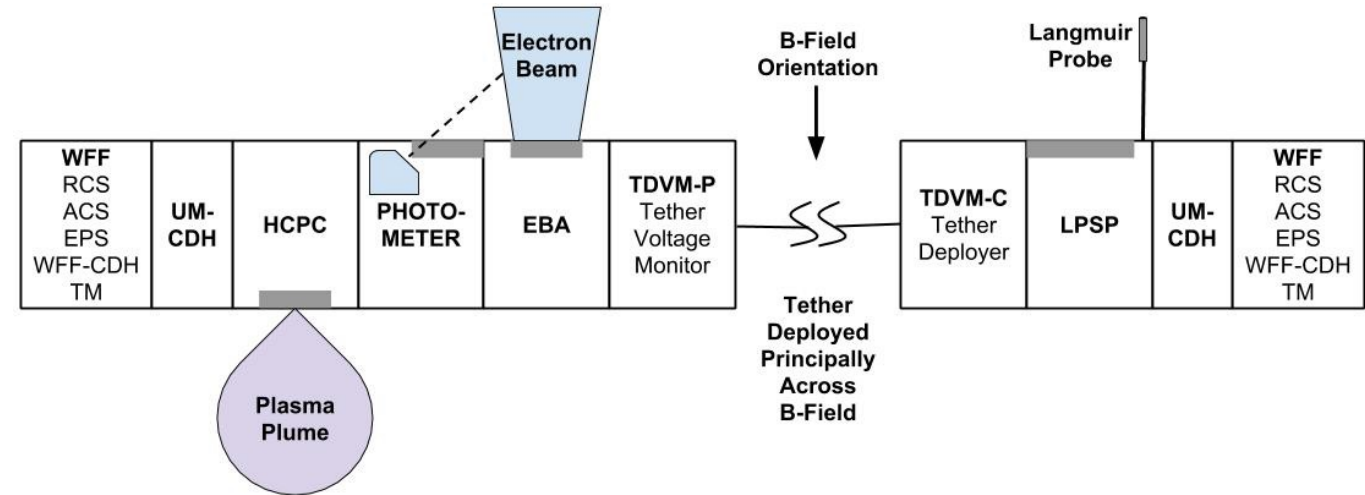 Electron
Beam
B-Field
Orientation
Langmuir
Probe
WFF
RCS
ACS
EPS
WFF-CDH
TM
UM-
CDH
HCPC
PHOTO-
METER
EBA
TDVM-P
Tether
Voltage
Monitor
TDVM-C
Tether
Deployer
LPSP
UM-
CDH
WFF
RCS
ACS
EPS
WFF-CDH
TM
Tether
Deployed
Principally
Across
B-Field
Plasma
Plume